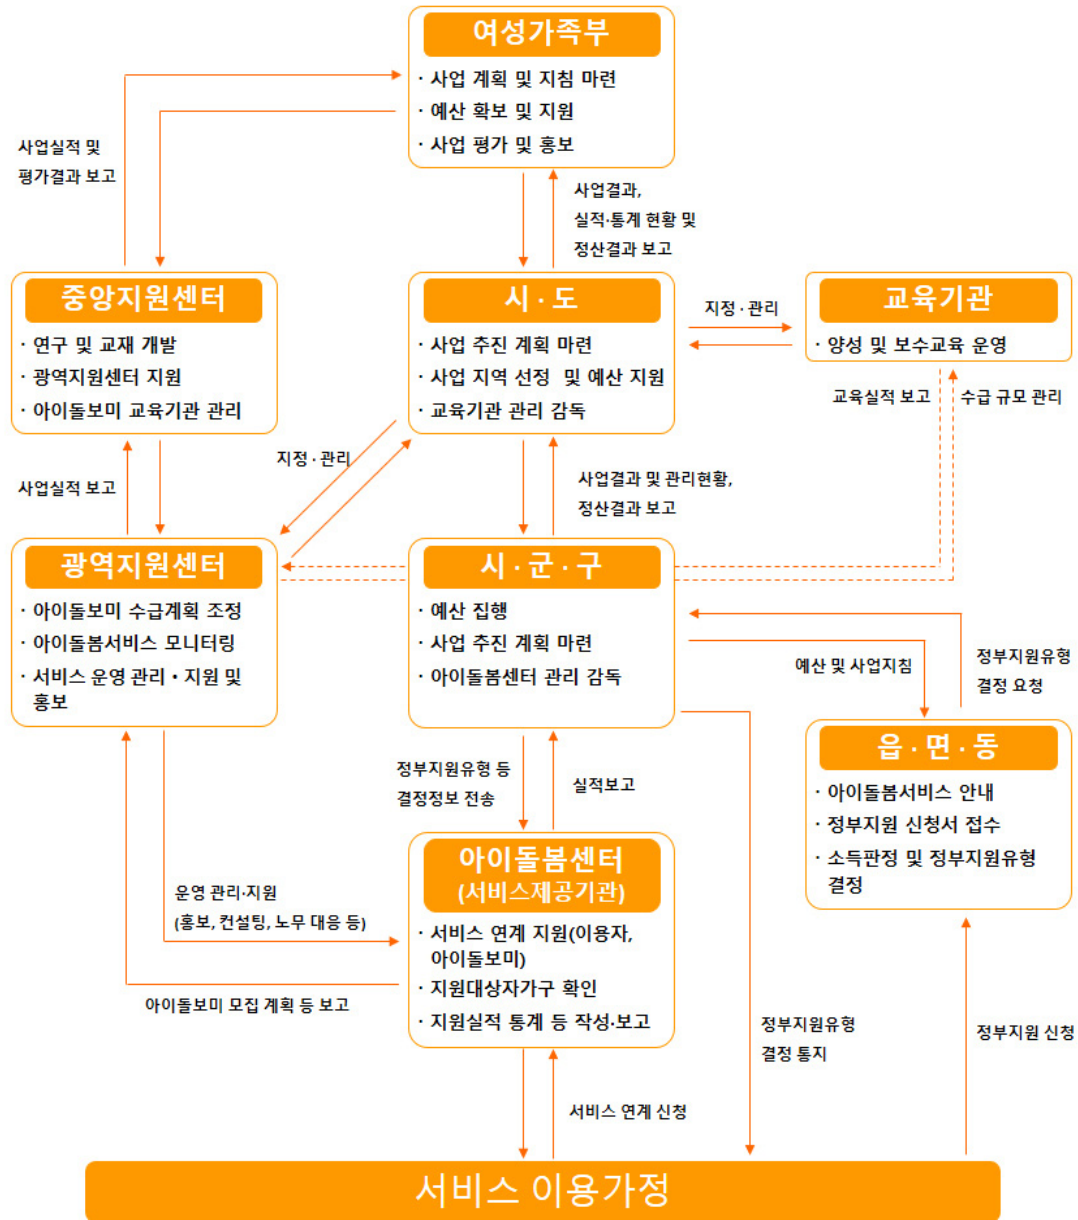 여성가족부
· 사업 계획 및 지침 마련
· 예산 확보 및 지원
· 사업 평가 및 홍보
사업실적 및
평가결과 보고
사업결과,
실적·통계 현황 및
정산결과 보고
중앙지원센터
· 연구 및 교재 개발
· 광역지원센터 지원
· 아이돌보미 교육기관 관리
시 · 도
· 사업 추진 계획 마련
· 사업 지역 선정 및 예산 지원
· 교육기관 관리 감독
지정 · 관리
교육기관
· 양성 및 보수교육 운영
교육실적 보고
수급 규모 관리
사업실적 보고
지정 · 관리
사업결과 및 관리현황,
정산결과 보고
광역지원센터
· 아이돌보미 수급계획 조정
· 아이돌봄서비스 모니터링
· 서비스 운영 관리 • 지원 및
홍보
시 · 군 · 구
· 예산 집행
· 사업 추진 계획 마련
· 아이돌봄센터 관리 감독
예산 및 사업지침
정부지원유형
결정 요청
읍 · 면 · 동
· 아이돌봄서비스 안내
· 정부지원 신청서 접수
· 소득판정 및 정부지원유형
결정
정부지원유형 등
결정정보 전송
실적보고
아이돌봄센터
(서비스제공기관)
· 서비스 연계 지원(이용자,
아이돌보미)
· 지원대상자가구 확인
· 지원실적 통계 등 작성·보고
운영 관리·지원
(홍보, 컨설팅, 노무 대응 등)
아이돌보미 모집 계획 등 보고
정부지원유형
결정 통지
정부지원 신청
서비스 연계 신청
서비스 이용가정